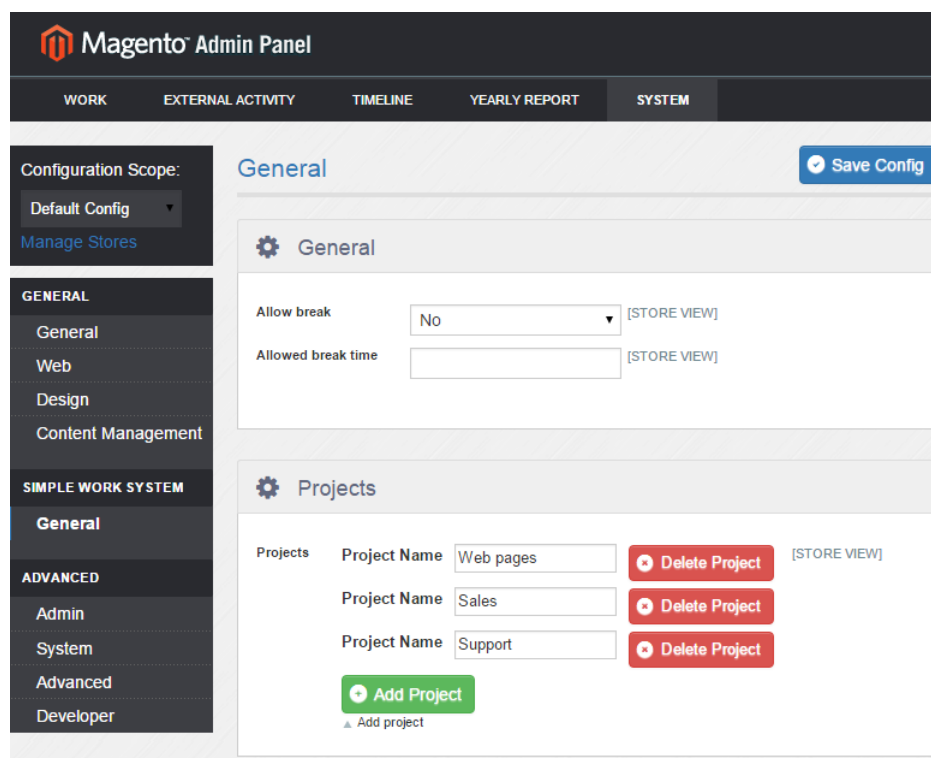 Magento™ Admin Panel
WORK EXTERNAL ACTIVITY TIMELINE YEARLY REPORT SYSTEM
Configuration Scope:
Default Config
Manage Stores
GENERAL
General
Web
Design
Content Management
SIMPLE WORK SYSTEM
General
ADVANCED
Admin
System
Advanced
Developer
General
Save Config
General
Allow break No [STORE VIEW]
Allowed break time [STORE VIEW]
Projects
Projects Project Name Web pages Delete Project [STORE VIEW]
Project Name Sales Delete Project
Project Name Support Delete Project
Add Project
Add project